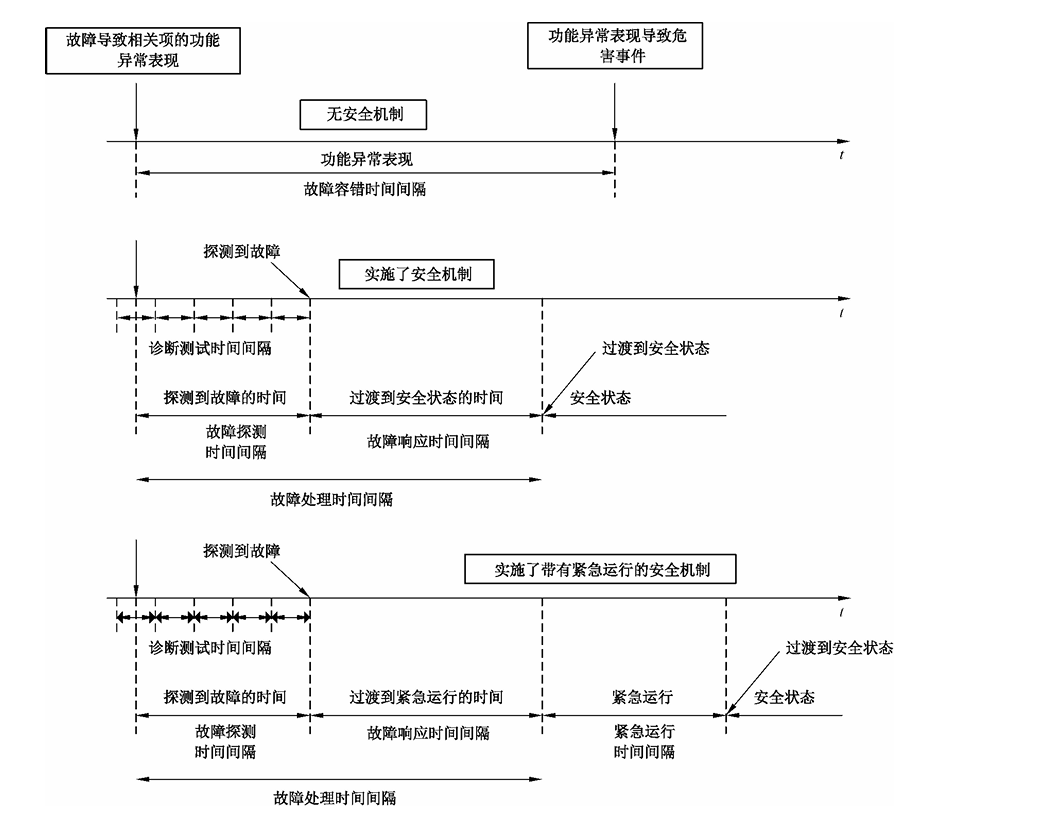 故障导致相关项的功能
异常表现
功能异常表现导致危
害事件
无安全机制
t
功能异常表现
故障容错时间间隔
探测到故障
实施了安全机制
t
诊断测试时间间隔
过渡到安全状态
探测到故障的时间
过渡到安全状态的时间
安全状态
故障探测
时间间隔
故障响应时间间隔
故障处理时间间隔
探测到故障
实施了带有紧急运行的安全机制
t
诊断测试时间间隔
过渡到安全状态
探测到故障的时间
过渡到紧急运行的时间
紧急运行
安全状态
故障探测
时间间隔
故障响应时间间隔
紧急运行
时间间隔
故障处理时间间隔